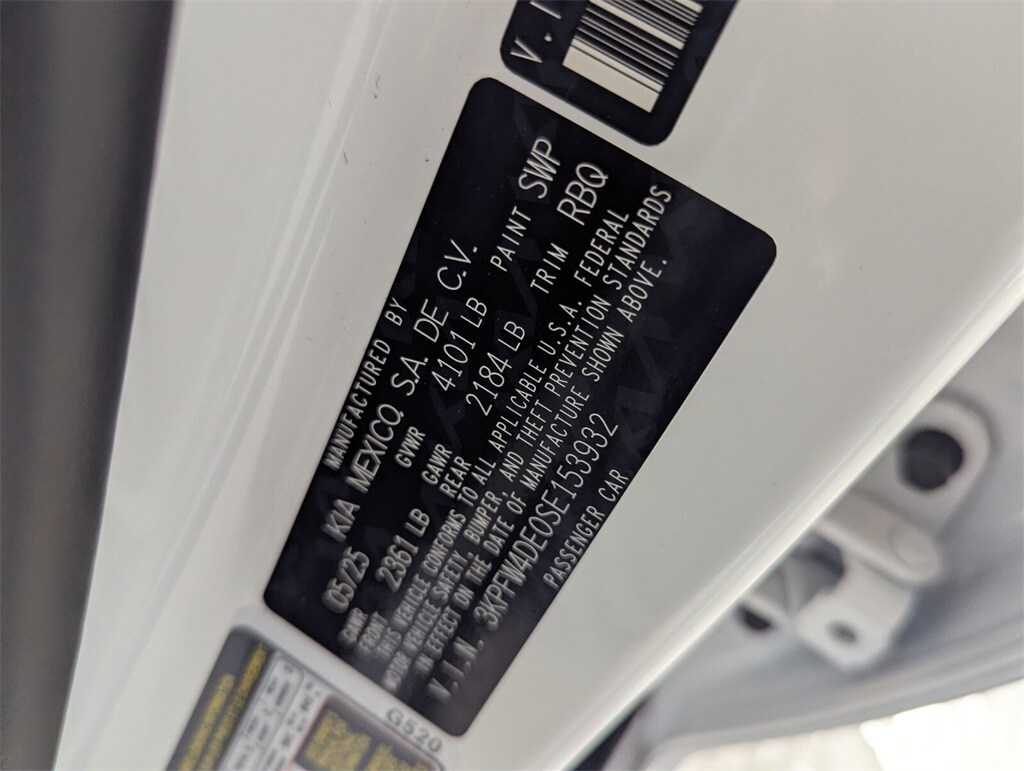 V.I
MANUFACTURED BY
05/25 KIA MEXICO, S.A. DE C.V.
GVWR 4101 LB PAINT SWP
GAWR GAWR
FRONT 2361 LB REAR 2184 LB TRIM RBQ
THIS VEHICLE CONFORMS TO ALL APPLICABLE U.S.A. FEDERAL
MOTOR VEHICLE SAFETY, BUMPER, AND THEFT PREVENTION STANDARDS
IN EFFECT ON THE DATE OF MANUFACTURE SHOWN ABOVE.
V.I.N. 3KPFW4DE0SE153932
PASSENGER CAR
G520